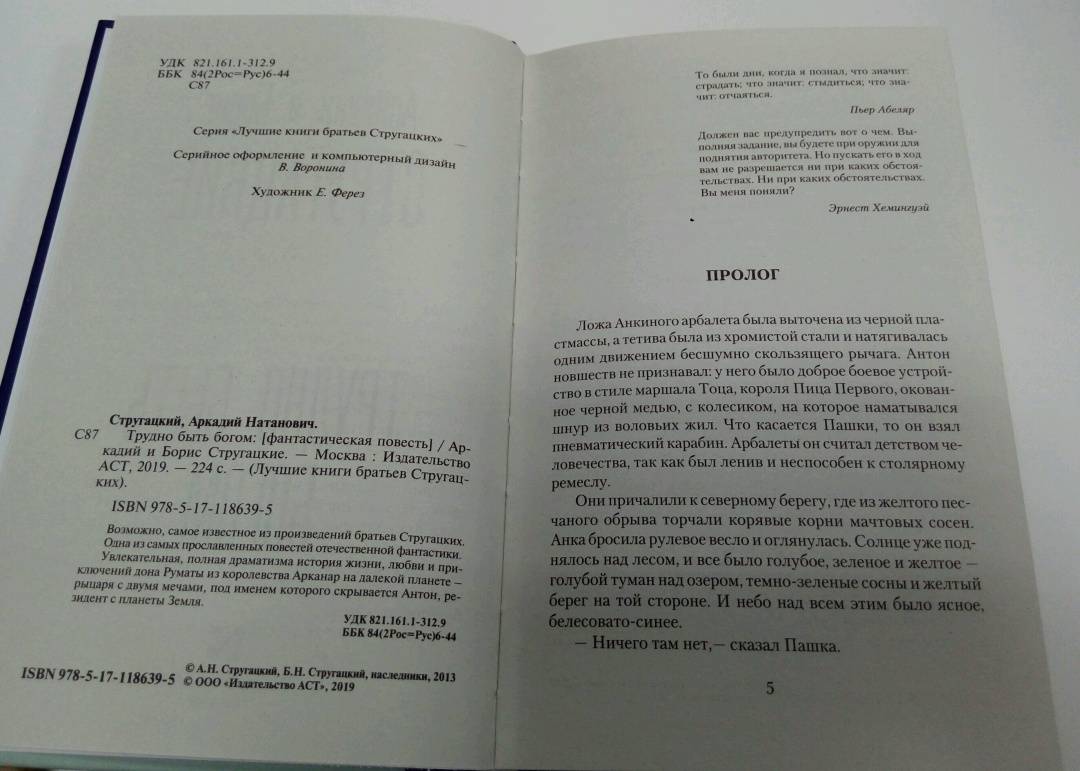 УДК 821.161.1-312.9
ББК 84(2Рос=Рус)6-44
С87
Серия «Лучшие книги братьев Стругацких»
Серийное оформление и компьютерный дизайн
В. Воронина
Художник Е. Ферез
Стругацкий, Аркадий Натанович.
С87 Трудно быть богом: [фантастическая повесть] / Ар-
кадий и Борис Стругацкие. — Москва : Издательство
АСТ, 2019. — 224 с. — (Лучшие книги братьев Стругац-
ких).
ISBN 978-5-17-118639-5
Возможно, самое известное из произведений братьев Стругацких.
Одна из самых прославленных повестей отечественной фантастики.
Увлекательная, полная драматизма история жизни, любви и при-
ключений дона Руматы из королевства Арканар на далекой планете –
рыцаря с двумя мечами, под именем которого скрывается Антон, ре-
зидент с планеты Земля.
УДК 821.161.1-312.9
ББК 84(2Рос=Рус)6-44
ISBN 978-5-17-118639-5
© А.Н. Стругацкий, Б.Н. Стругацкий, наследники, 2013
© ООО «Издательство АСТ», 2019
То были дни, когда я познал, что значит:
страдать; что значит: стыдиться; что зна-
чит: отчаяться.
Пьер Абеляр
Должен вас предупредить вот о чем. Вы-
полняя задание, вы будете при оружии для
поднятия авторитета. Но пускать его в ход
вам не разрешается ни при каких обстоя-
тельствах. Ни при каких обстоятельствах.
Вы меня поняли?
Эрнест Хемингуэй
ПРОЛОГ
Ложа Анкиного арбалета была выточена из черной пла-
стмассы, а тетива была из хромистой стали и натягивалась
одним движением бесшумно скользящего рычага. Антон
новшеств не признавал: у него было доброе боевое устрой-
ство в стиле маршала Тоца, короля Пица Первого, окован-
ное черной медью, с колесиком, на которое наматывался
шнур из воловьих жил. Что касается Пашки, то он взял
пневматический карабин. Арбалеты он считал детством че-
ловечества, так как был ленив и неспособен к столярному
ремеслу.
Они причалили к северному берегу, где из желтого пес-
чаного обрыва торчали корявые корни мачтовых сосен.
Анка бросила рулевое весло и оглянулась. Солнце уже под-
нялось над лесом, и все было голубое, зеленое и желтое —
голубой туман над озером, темно-зеленые сосны и желтый
берег на той стороне. И небо над всем этим было ясное,
белесовато-синее.
— Ничего там нет,— сказал Пашка.
5